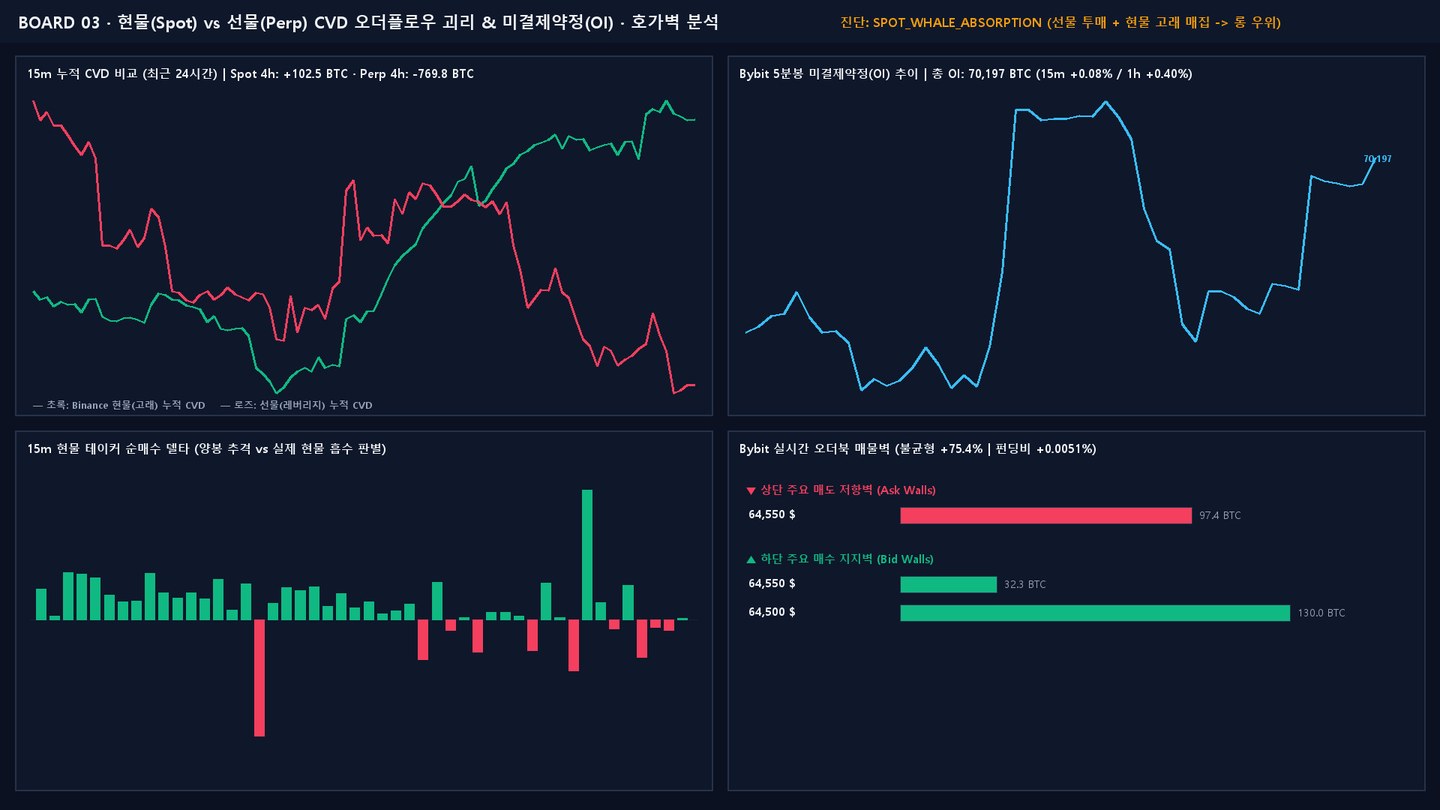 BOARD 03 · 현물(Spot) vs 선물(Perp) CVD 오더플로우 괴리 & 미결제약정(OI) · 호가벽 분석
진단: SPOT_WHALE_ABSORPTION (선물 투매 + 현물 고래 매집 -> 롱 우위)
15m 누적 CVD 비교 (최근 24시간) | Spot 4h: +102.5 BTC · Perp 4h: -769.8 BTC
— 초록: Binance 현물(고래) 누적 CVD — 로즈: 선물(레버리지) 누적 CVD
Bybit 5분봉 미결제약정(OI) 추이 | 총 OI: 70,197 BTC (15m +0.08% / 1h +0.40%)
70,197
15m 현물 테이커 순매수 델타 (양봉 추격 vs 실제 현물 흡수 판별)
Bybit 실시간 오더북 매물벽 (불균형 +75.4% | 펀딩비 +0.0051%)
▼ 상단 주요 매도 저항벽 (Ask Walls)
64,550 $ 97.4 BTC
▲ 하단 주요 매수 지지벽 (Bid Walls)
64,550 $ 32.3 BTC
64,500 $ 130.0 BTC